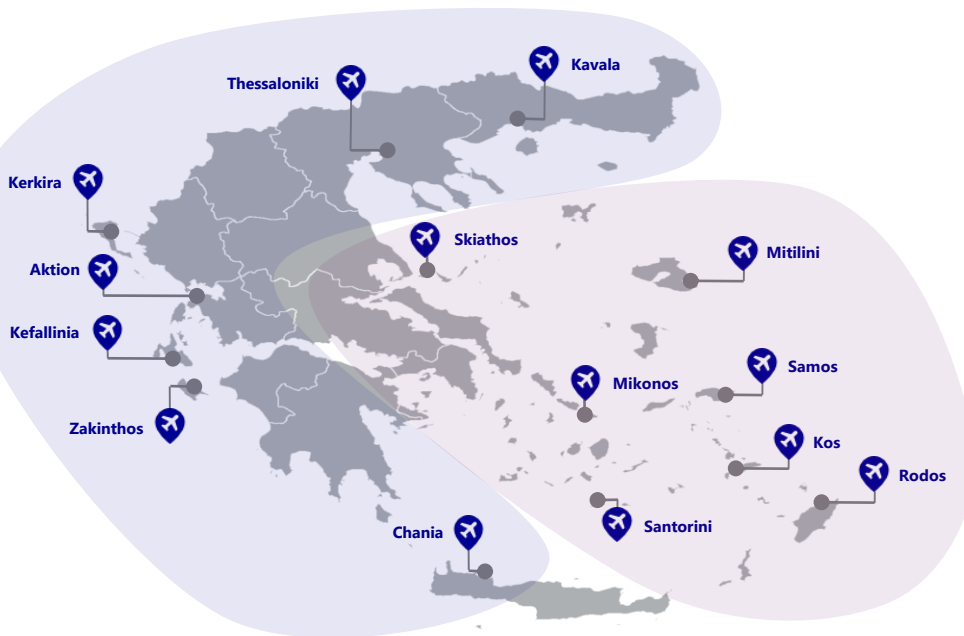 Kavala
Thessaloniki
Kerkira
Skiathos
Mitilini
Aktion
Kefallinia
Samos
Mikonos
Zakinthos
Kos
Rodos
Santorini
Chania